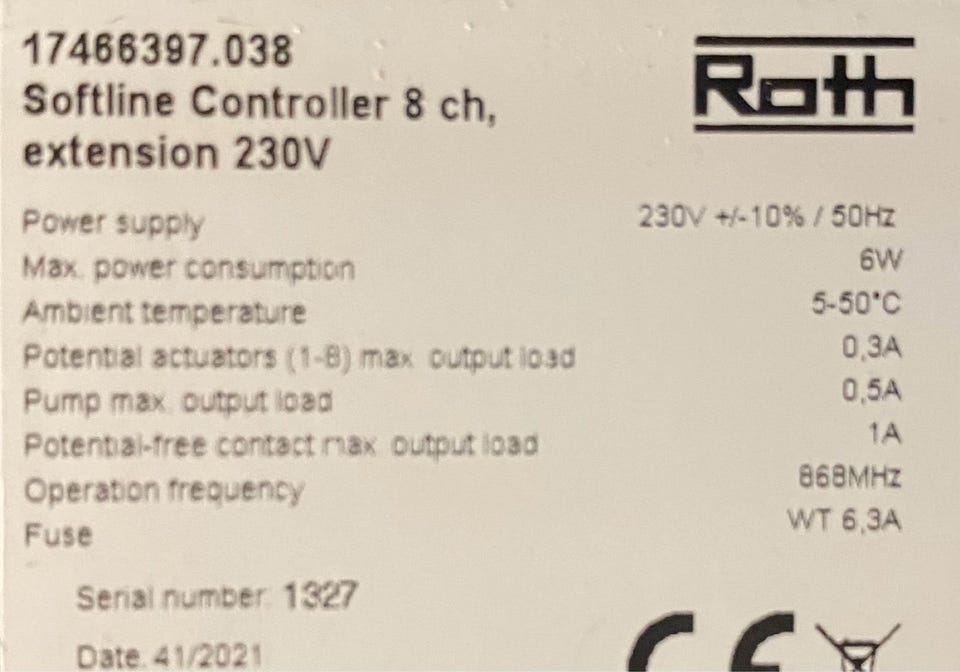 17466397.038
Roth
Softline Controller 8 ch,
extension 230V
Power supply 230V +/-10% / 50Hz
Max. power consumption 6W
Ambient temperature 5-50°C
Potential actuators (1-8) max. output load 0,3A
Pump max. output load 0,5A
Potential-free contact max. output load 1A
Operation frequency 868MHz
Fuse WT 6,3A
Serial number: 1327
Date. 41/2021
CE